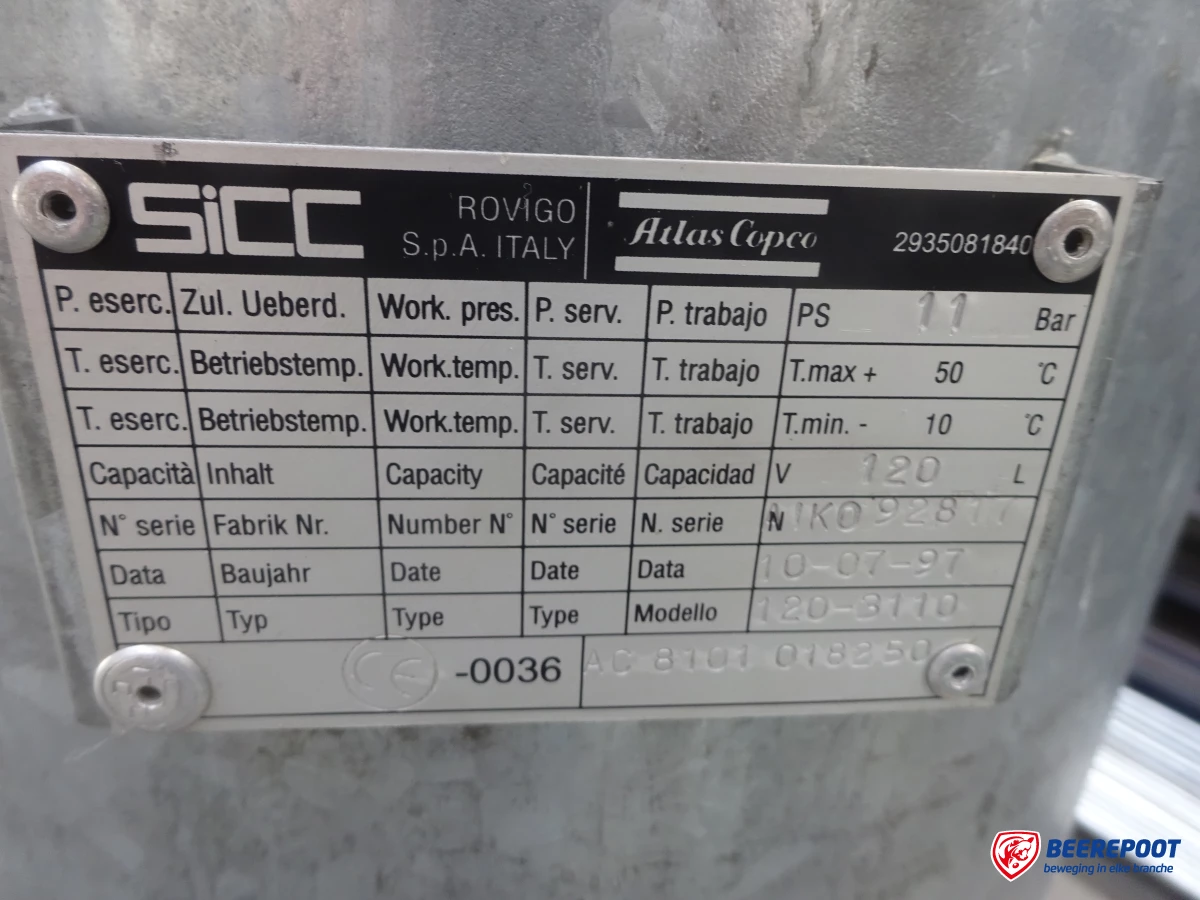 SiCC ROVIGO S.p.A. ITALY Atlas Copco 2935081840
P. eserc. Zul. Ueberd. Work. pres. P. serv. P. trabajo PS 11 Bar
T. eserc. Betriebstemp. Work.temp. T. serv. T. trabajo T.max + 50 °C
T. eserc. Betriebstemp. Work.temp. T. serv. T. trabajo T.min. - 10 °C
Capacità Inhalt Capacity Capacité Capacidad V 120 L
N° serie Fabrik Nr. Number N° N° serie N. serie N
Data Baujahr Date Date Data 10-07-97
Tipo Typ Type Type Modello 120-3110
CE -0036 AC 8101 018250
BEEREPOOT
beweging in elke branche